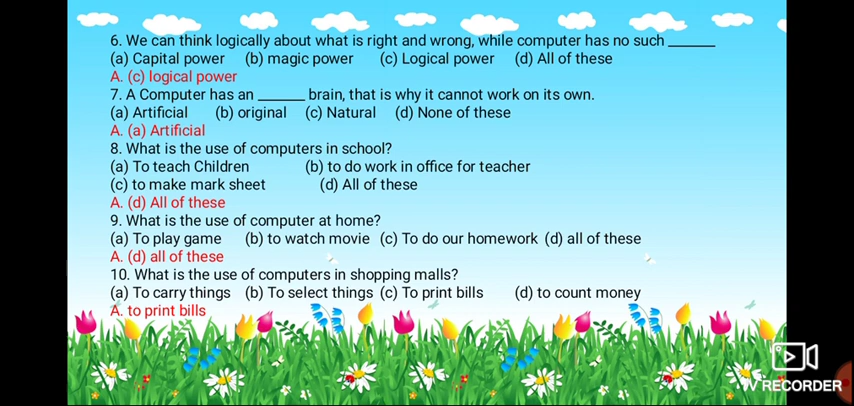 6. We can think logically about what is right and wrong, while computer has no such ______
(a) Capital power (b) magic power (c) Logical power (d) All of these
A. (c) logical power
7. A Computer has an ______ brain, that is why it cannot work on its own.
(a) Artificial (b) original (c) Natural (d) None of these
A. (a) Artificial
8. What is the use of computers in school?
(a) To teach Children (b) to do work in office for teacher
(c) to make mark sheet (d) All of these
A. (d) All of these
9. What is the use of computer at home?
(a) To play game (b) to watch movie (c) To do our homework (d) all of these
A. (d) all of these
10. What is the use of computers in shopping malls?
(a) To carry things (b) To select things (c) To print bills (d) to count money
A. to print bills
RECORDER